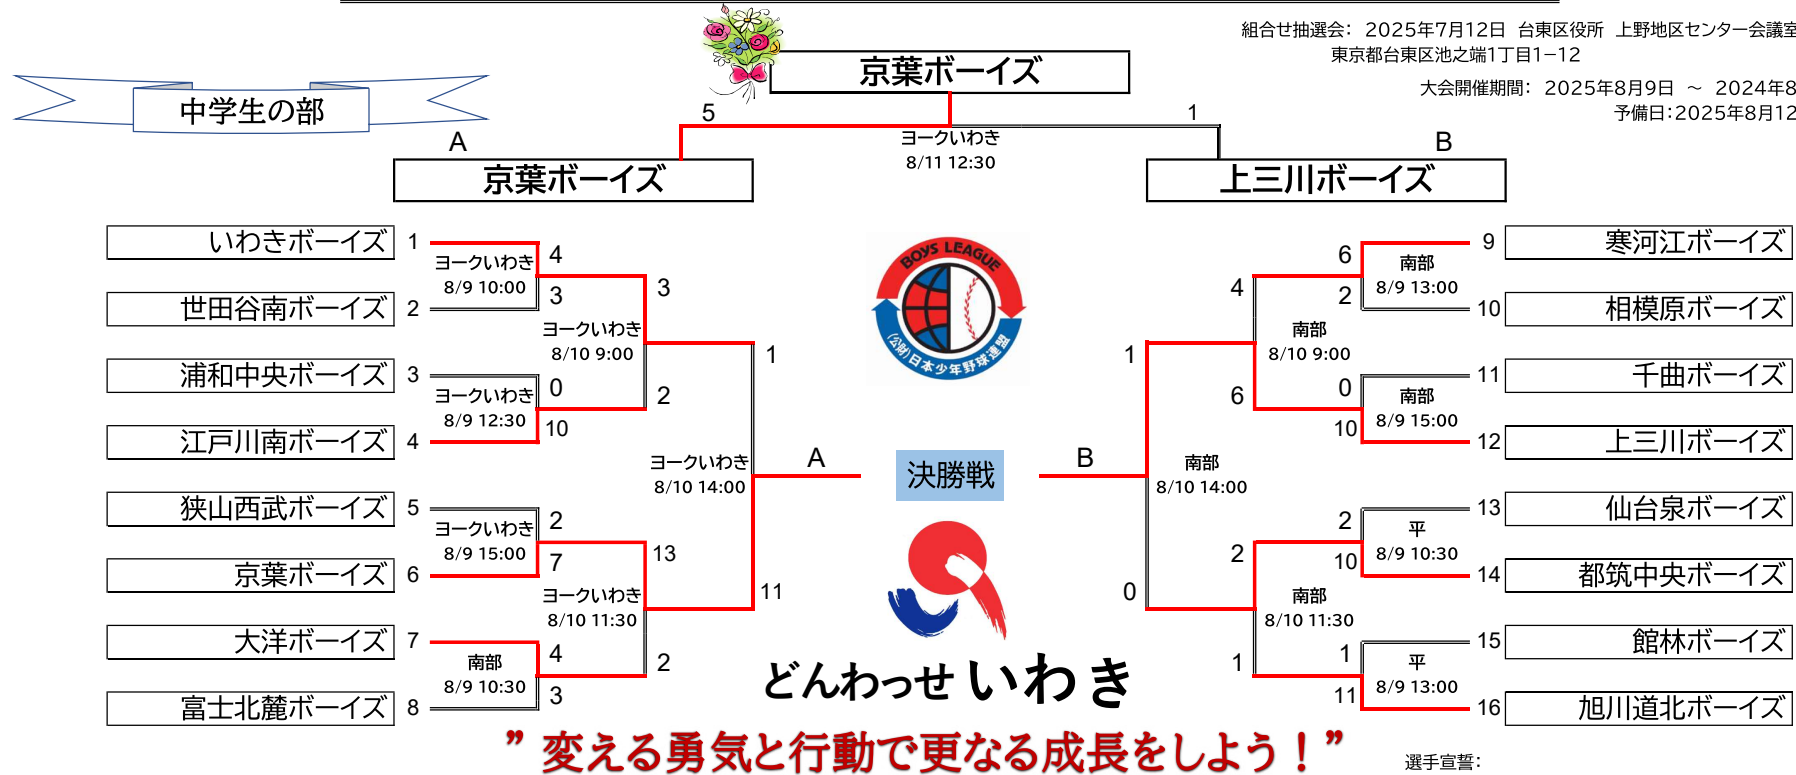 組合せ抽選会： 2025年7月12日 台東区役所 上野地区センター会議室
東京都台東区池之端1丁目1−12
大会開催期間： 2025年8月9日 ～ 2024年8
予備日：2025年8月12
中学生の部
京葉ボーイズ
5
1
ヨークいわき
8/11 12:30
A
B
京葉ボーイズ
上三川ボーイズ
いわきボーイズ 1
世田谷南ボーイズ 2
浦和中央ボーイズ 3
江戸川南ボーイズ 4
狭山西武ボーイズ 5
京葉ボーイズ 6
大洋ボーイズ 7
富士北麓ボーイズ 8
ヨークいわき
8/9 10:00
4
3
ヨークいわき
8/9 12:30
0
10
ヨークいわき
8/9 15:00
2
7
南部
8/9 10:30
4
3
ヨークいわき
8/10 9:00
3
2
ヨークいわき
8/10 11:30
13
2
ヨークいわき
8/10 14:00
1
11
A
BOYS LEAGUE
(公財)日本少年野球連盟
決勝戦
B
1
0
南部
8/10 14:00
4
6
南部
8/10 9:00
2
1
南部
8/10 11:30
6
2
南部
8/9 13:00
0
10
南部
8/9 15:00
2
10
平
8/9 10:30
1
11
平
8/9 13:00
9 寒河江ボーイズ
10 相模原ボーイズ
11 千曲ボーイズ
12 上三川ボーイズ
13 仙台泉ボーイズ
14 都筑中央ボーイズ
15 館林ボーイズ
16 旭川道北ボーイズ
どんわっせ いわき
”変える勇気と行動で更なる成長をしよう！”
選手宣誓：